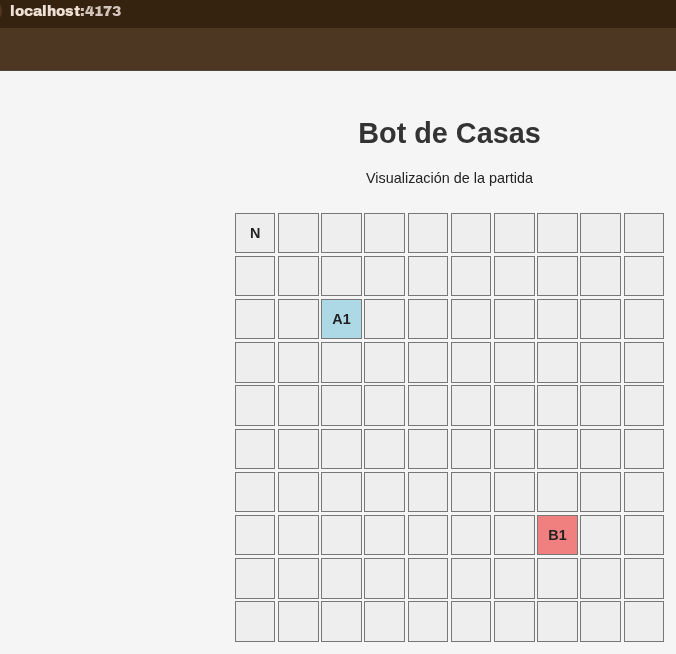 localhost:4173
Bot de Casas
Visualización de la partida
N
A1
B1